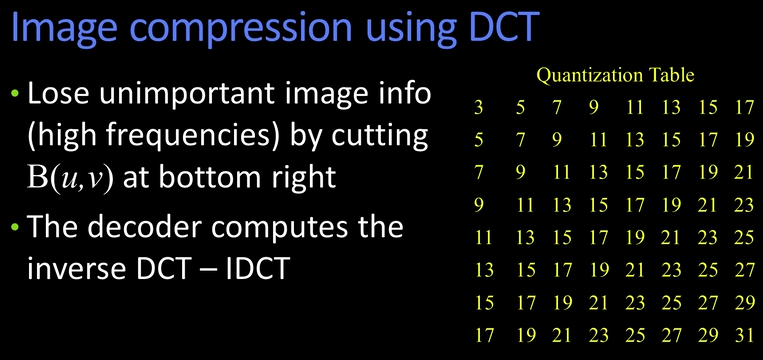 Image compression using DCT
• Lose unimportant image info
(high frequencies) by cutting
B(u,v) at bottom right
• The decoder computes the
inverse DCT – IDCT
Quantization Table
3 5 7 9 11 13 15 17
5 7 9 11 13 15 17 19
7 9 11 13 15 17 19 21
9 11 13 15 17 19 21 23
11 13 15 17 19 21 23 25
13 15 17 19 21 23 25 27
15 17 19 21 23 25 27 29
17 19 21 23 25 27 29 31